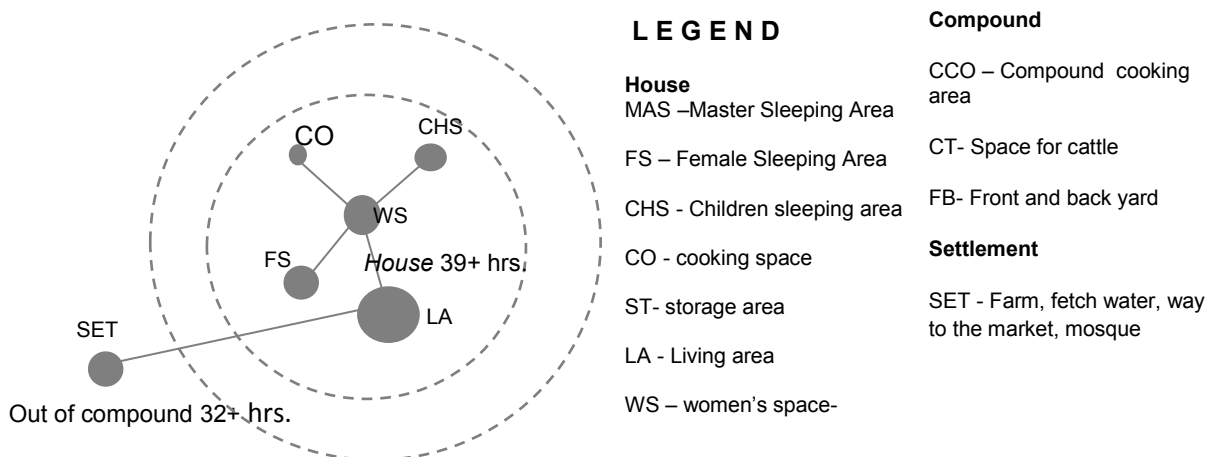 CO
CHS
WS
FS
House 39+ hrs.
LA
SET
Out of compound 32+ hrs.
L E G E N D
House
MAS –Master Sleeping Area
FS – Female Sleeping Area
CHS - Children sleeping area
CO - cooking space
ST- storage area
LA - Living area
WS – women's space-
Compound
CCO – Compound cooking
area
CT- Space for cattle
FB- Front and back yard
Settlement
SET - Farm, fetch water, way
to the market, mosque